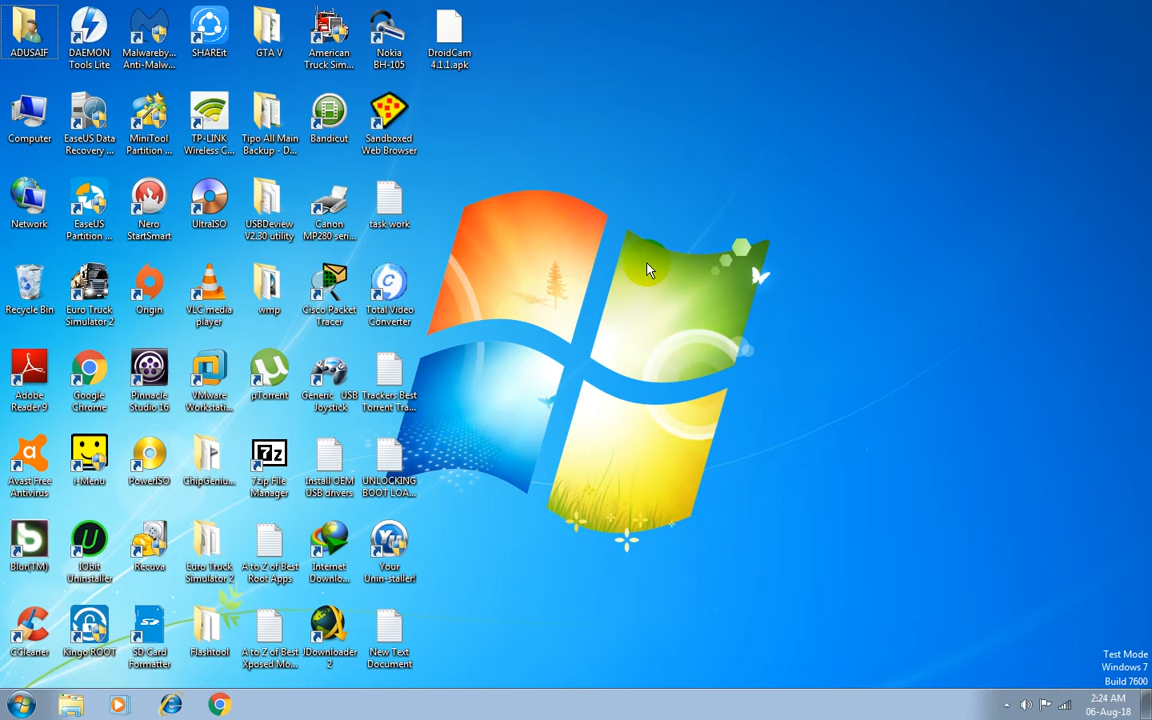 ADUSAIF
DAEMON
Tools Lite
Malwareby...
Anti-Malw...
SHAREit
GTA V
American
Truck Sim...
Nokia
BH-105
DroidCam
4.1.1.apk
Computer
EaseUS Data
Recovery ...
MiniTool
Partition ...
TP-LINK
Wireless C...
Tipo All Main
Backup - D...
Bandicut
Sandboxed
Web Browser
Network
EaseUS
Partition ...
Nero
StartSmart
UltraISO
USBDeview
V2.30 utility
Canon
MP280 seri...
task work
Recycle Bin
Euro Truck
Simulator 2
Origin
VLC media
player
wmp
Cisco Packet
Tracer
Total Video
Converter
Adobe
Reader 9
Google
Chrome
Pinnacle
Studio 16
VMware
Workstati...
µTorrent
Generic USB
Joystick
Trackers Best
Torrent Tra...
Avast Free
Antivirus
i-Menu
PowerISO
ChipGeniu...
7z
7zip File
Manager
Install OEM
USB drivers
UNLOCKING
BOOT LOA...
Blur(TM)
IObit
Uninstaller
Recuva
Euro Truck
Simulator 2
A to Z of Best
Root Apps
Internet
Downlo...
Your
Unin-staller!
CCleaner
Kingo ROOT
SD Card
Formatter
Flashtool
A to Z of Best
Xposed Mo...
JDownloader
2
New Text
Document
Test Mode
Windows 7
Build 7600
2:24 AM
06-Aug-18